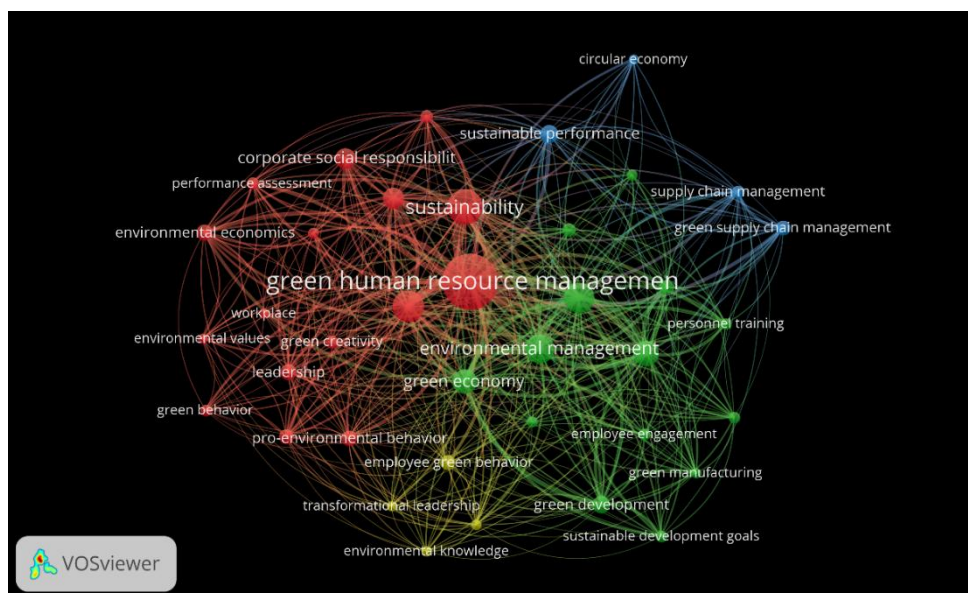 circular economy
sustainable performance
corporate social responsibilit
performance assessment
supply chain management
sustainability
green supply chain management
environmental economics
green human resource managemen
workplace
personnel training
environmental values
green creativity
environmental management
leadership
green economy
green behavior
pro-environmental behavior
employee engagement
employee green behavior
green manufacturing
transformational leadership
green development
sustainable development goals
environmental knowledge
VOSviewer